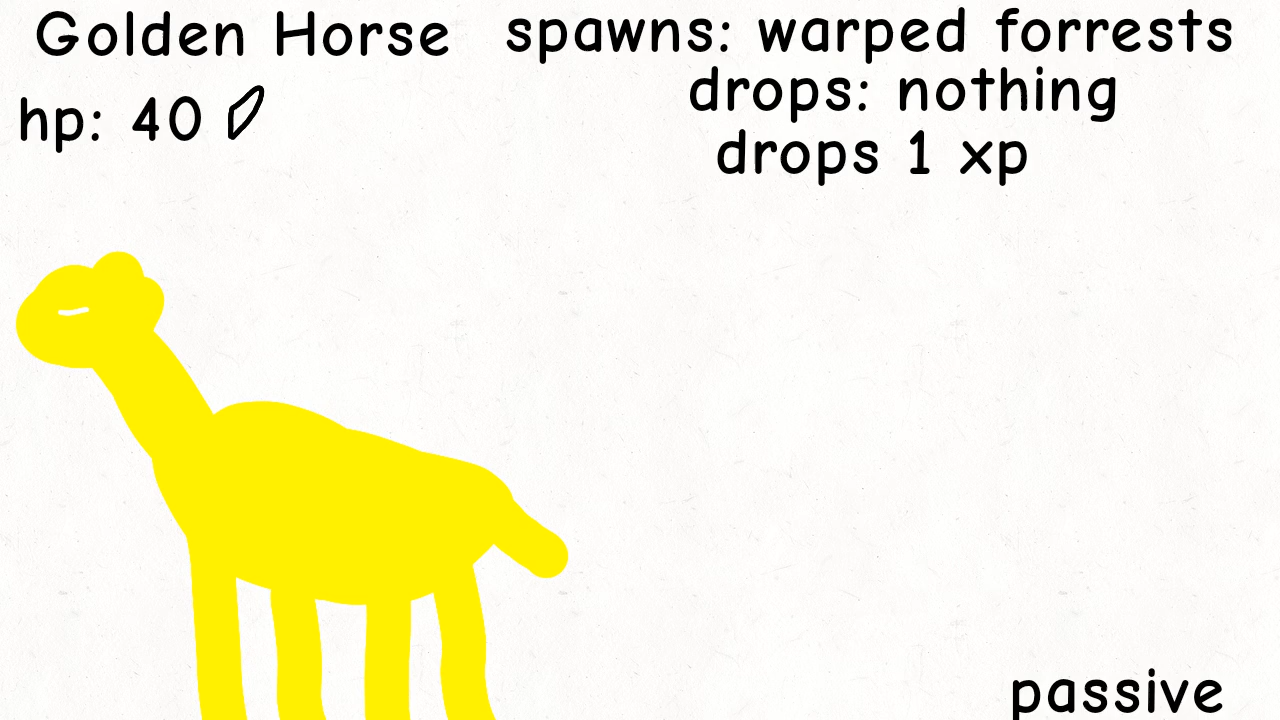 Golden Horse
hp: 40
spawns: warped forrests
drops: nothing
drops 1 xp
passive